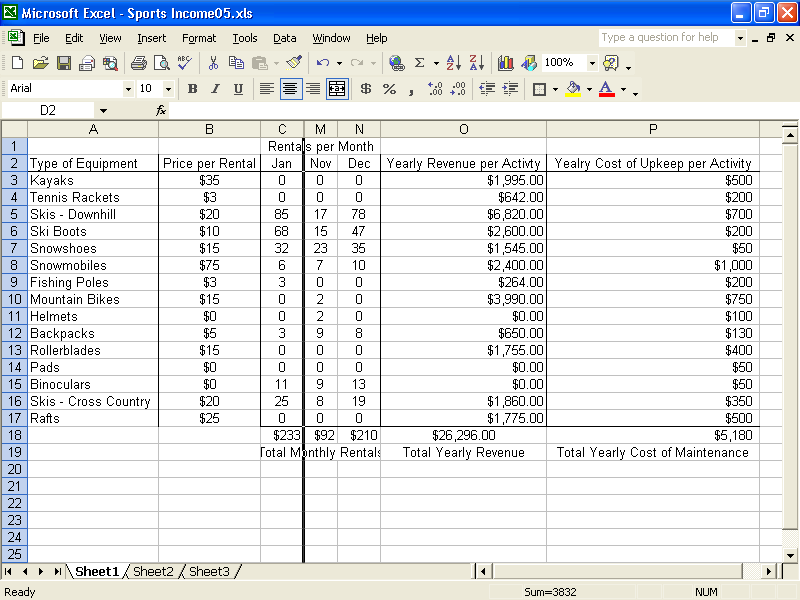 Microsoft Excel - Sports Income05.xls
File Edit View Insert Format Tools Data Window Help Type a question for help
Σ 100%
Arial 10 B I U $ % ,
D2 fx
A B C M N O P
1 Rentals per Month
2 Type of Equipment Price per Rental Jan Nov Dec Yearly Revenue per Activty Yealry Cost of Upkeep per Activity
3 Kayaks $35 0 0 0 $1,995.00 $500
4 Tennis Rackets $3 0 0 0 $642.00 $200
5 Skis - Downhill $20 85 17 78 $6,820.00 $700
6 Ski Boots $10 68 15 47 $2,600.00 $200
7 Snowshoes $15 32 23 35 $1,545.00 $50
8 Snowmobiles $75 6 7 10 $2,400.00 $1,000
9 Fishing Poles $3 3 0 0 $264.00 $200
10 Mountain Bikes $15 0 2 0 $3,990.00 $750
11 Helmets $0 0 2 0 $0.00 $100
12 Backpacks $5 3 9 8 $650.00 $130
13 Rollerblades $15 0 0 0 $1,755.00 $400
14 Pads $0 0 0 0 $0.00 $50
15 Binoculars $0 11 9 13 $0.00 $50
16 Skis - Cross Country $20 25 8 19 $1,860.00 $350
17 Rafts $25 0 0 0 $1,775.00 $500
18 $233 $92 $210 $26,296.00 $5,180
19 Total Monthly Rentals Total Yearly Revenue Total Yearly Cost of Maintenance
20
21
22
23
24
25
Sheet1 Sheet2 Sheet3
Ready Sum=3832 NUM